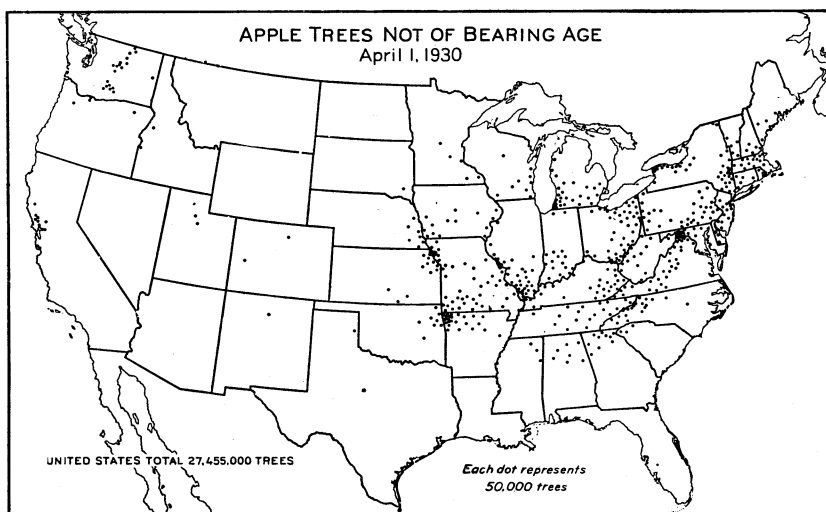 APPLE TREES NOT OF BEARING AGE
April 1, 1930
UNITED STATES TOTAL 27,455,000 TREES
Each dot represents
50,000 trees